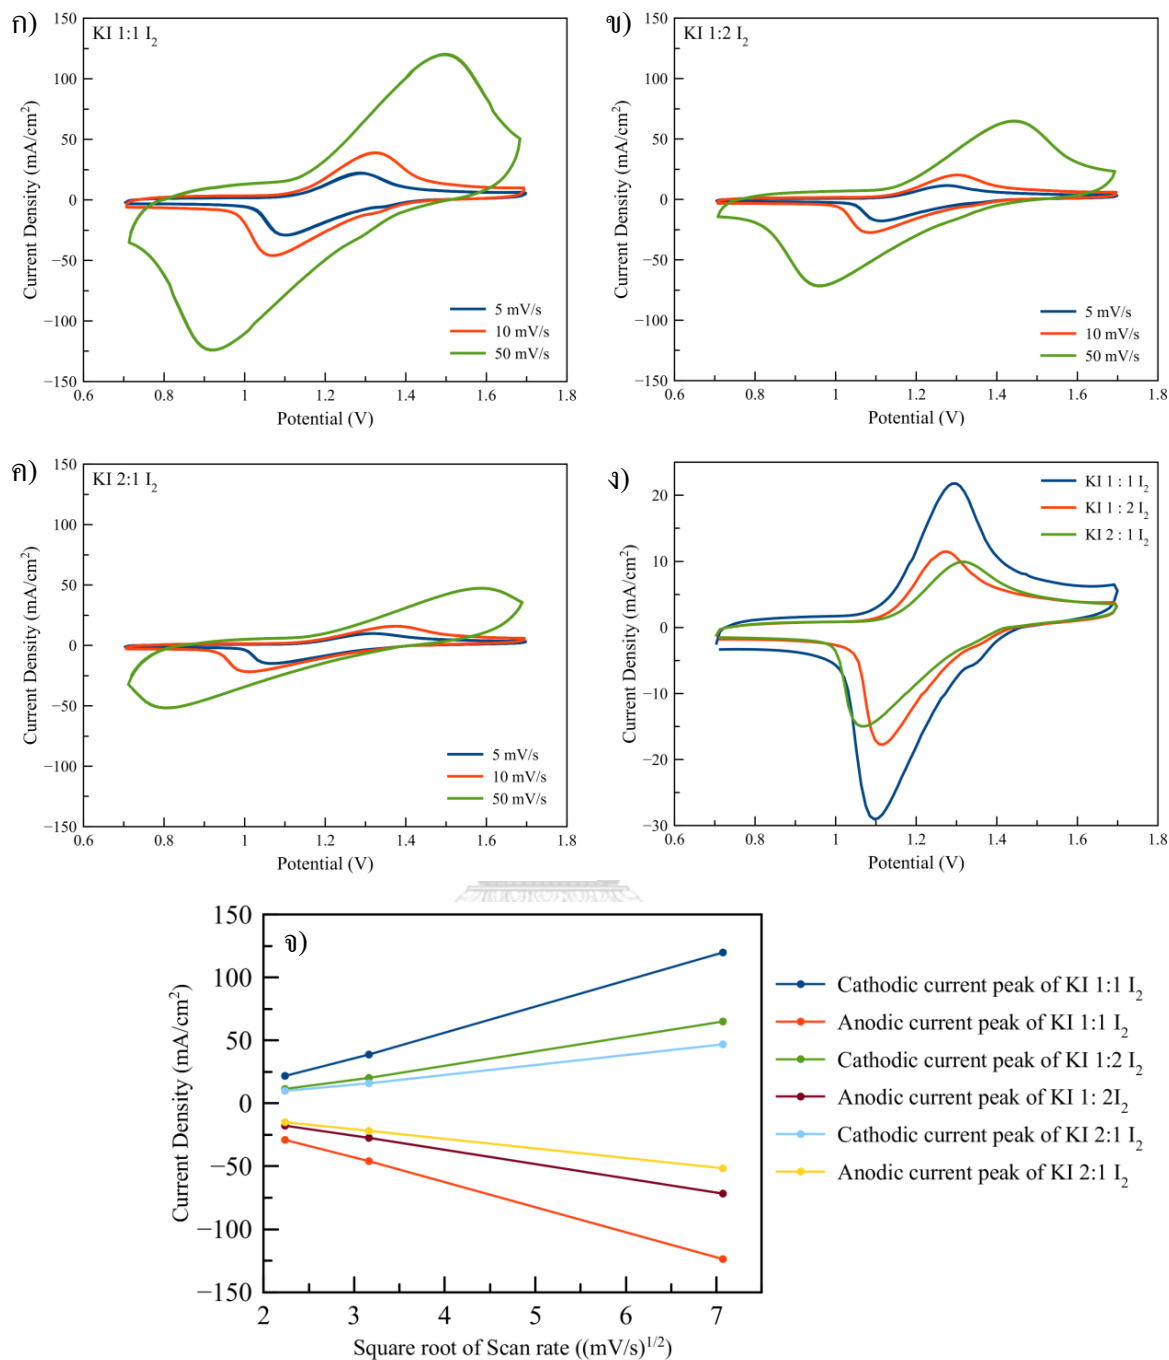 ก)
KI 1:1 I₂
150
100
50
0
−50
−100
−150
0.6 0.8 1 1.2 1.4 1.6 1.8
Current Density (mA/cm²)
Potential (V)
5 mV/s
10 mV/s
50 mV/s
ข)
KI 1:2 I₂
150
100
50
0
−50
−100
−150
0.6 0.8 1 1.2 1.4 1.6 1.8
Current Density (mA/cm²)
Potential (V)
5 mV/s
10 mV/s
50 mV/s
ค)
KI 2:1 I₂
150
100
50
0
−50
−100
−150
0.6 0.8 1 1.2 1.4 1.6 1.8
Current Density (mA/cm²)
Potential (V)
5 mV/s
10 mV/s
50 mV/s
ง)
KI 1 : 1 I₂
KI 1 : 2 I₂
KI 2 : 1 I₂
20
10
0
−10
−20
−30
0.6 0.8 1 1.2 1.4 1.6 1.8
Current Density (mA/cm²)
Potential (V)
จ)
150
100
50
0
−50
−100
−150
2 3 4 5 6 7
Current Density (mA/cm²)
Square root of Scan rate ((mV/s)^1/2)
Cathodic current peak of KI 1:1 I₂
Anodic current peak of KI 1:1 I₂
Cathodic current peak of KI 1:2 I₂
Anodic current peak of KI 1: 2I₂
Cathodic current peak of KI 2:1 I₂
Anodic current peak of KI 2:1 I₂